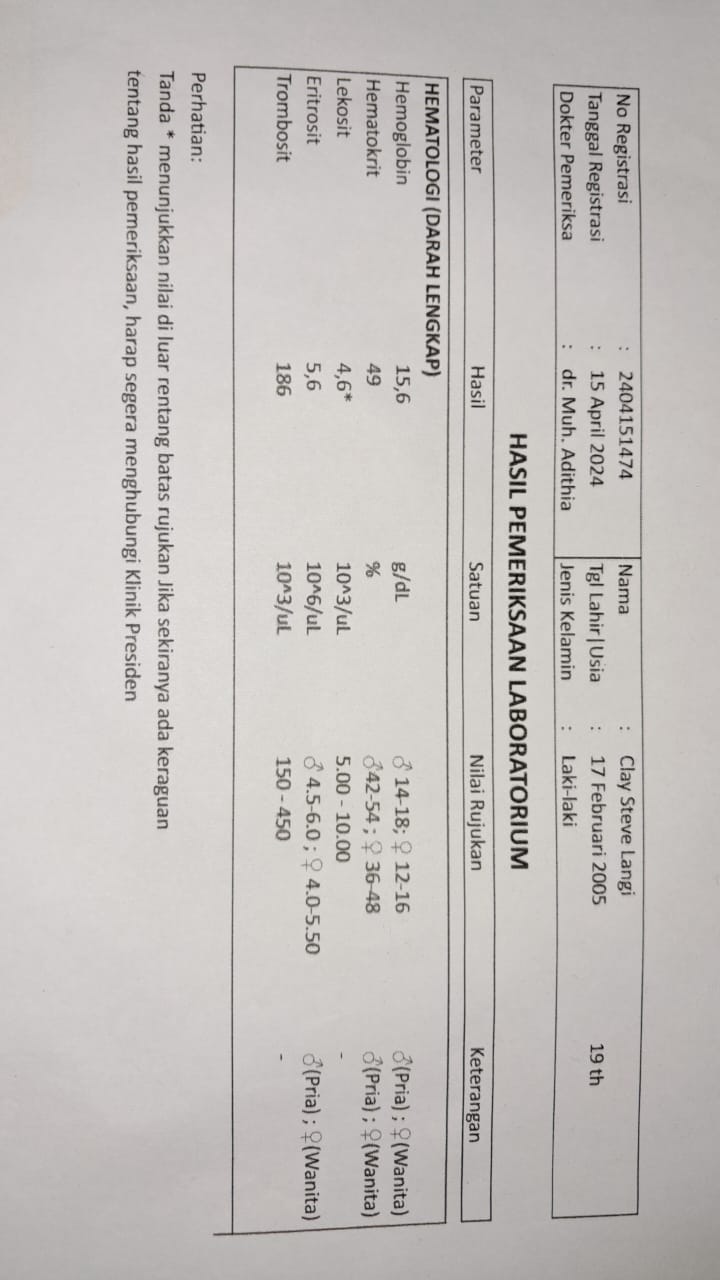 No Registrasi : 2404151474 Nama : Clay Steve Langi
Tanggal Registrasi : 15 April 2024 Tgl Lahir|Usia : 17 Februari 2005 19 th
Dokter Pemeriksa : dr. Muh. Adithia Jenis Kelamin : Laki-laki
HASIL PEMERIKSAAN LABORATORIUM
Parameter Hasil Satuan Nilai Rujukan Keterangan
HEMATOLOGI (DARAH LENGKAP)
Hemoglobin 15,6 g/dL ♂ 14-18; ♀ 12-16 ♂(Pria) ; ♀(Wanita)
Hematokrit 49 % ♂42-54 ; ♀ 36-48 ♂(Pria) ; ♀(Wanita)
Lekosit 4,6* 10^3/uL 5.00 - 10.00 -
Eritrosit 5,6 10^6/uL ♂ 4.5-6.0 ; ♀ 4.0-5.50 ♂(Pria) ; ♀(Wanita)
Trombosit 186 10^3/uL 150 - 450 -
Perhatian:
Tanda * menunjukkan nilai di luar rentang batas rujukan Jika sekiranya ada keraguan
tentang hasil pemeriksaan, harap segera menghubungi Klinik Presiden